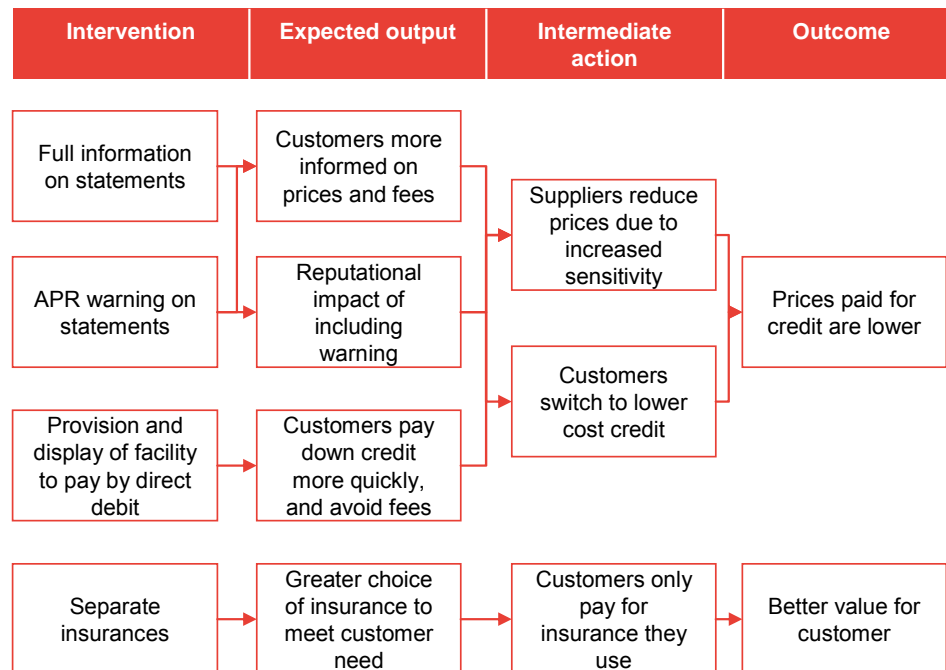 Intervention
Expected output
Intermediate
action
Outcome
Full information
on statements
Customers more
informed on
prices and fees
Suppliers reduce
prices due to
increased
sensitivity
APR warning on
statements
Reputational
impact of
including
warning
Prices paid for
credit are lower
Customers
switch to lower
cost credit
Provision and
display of facility
to pay by direct
debit
Customers pay
down credit
more quickly,
and avoid fees
Separate
insurances
Greater choice
of insurance to
meet customer
need
Customers only
pay for
insurance they
use
Better value for
customer